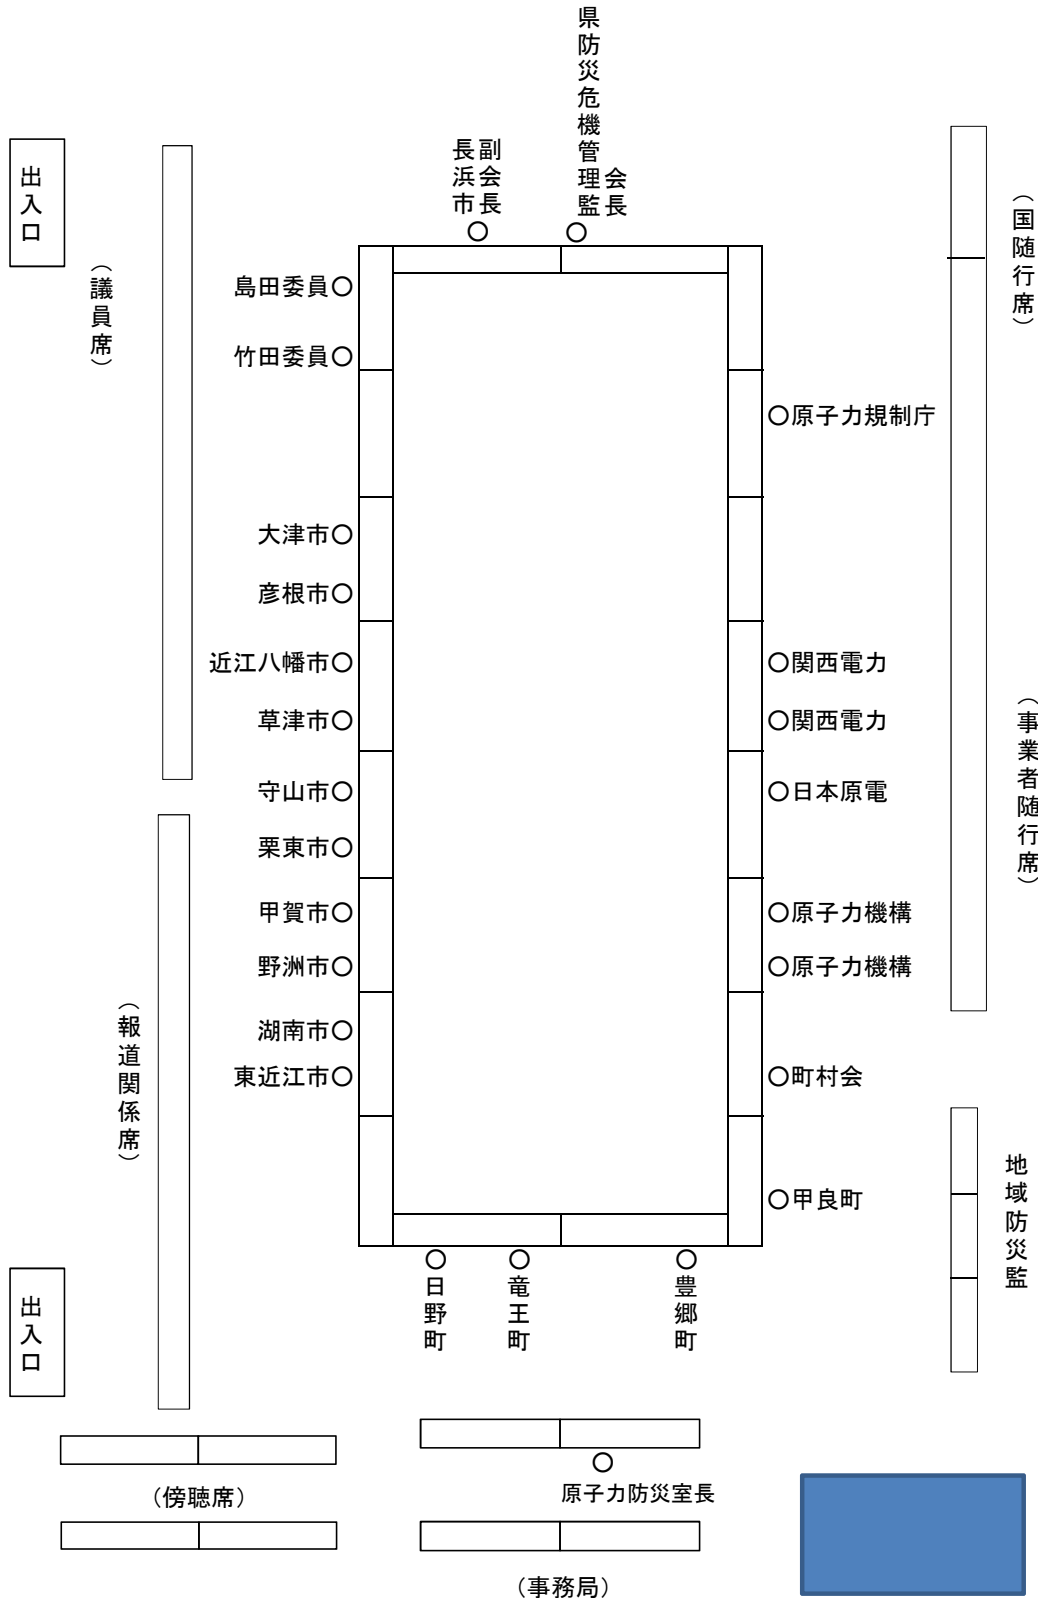 県防災危機管理監
会長
副会長
長浜市
出入口
（議員席）
（国随行席）
島田委員○
竹田委員○
○原子力規制庁
大津市○
彦根市○
近江八幡市○
○関西電力
草津市○
○関西電力
（事業者随行席）
守山市○
○日本原電
栗東市○
甲賀市○
○原子力機構
野洲市○
○原子力機構
（報道関係席）
湖南市○
東近江市○
○町村会
地域防災監
○甲良町
出入口
日野町
竜王町
豊郷町
（傍聴席）
原子力防災室長
（事務局）